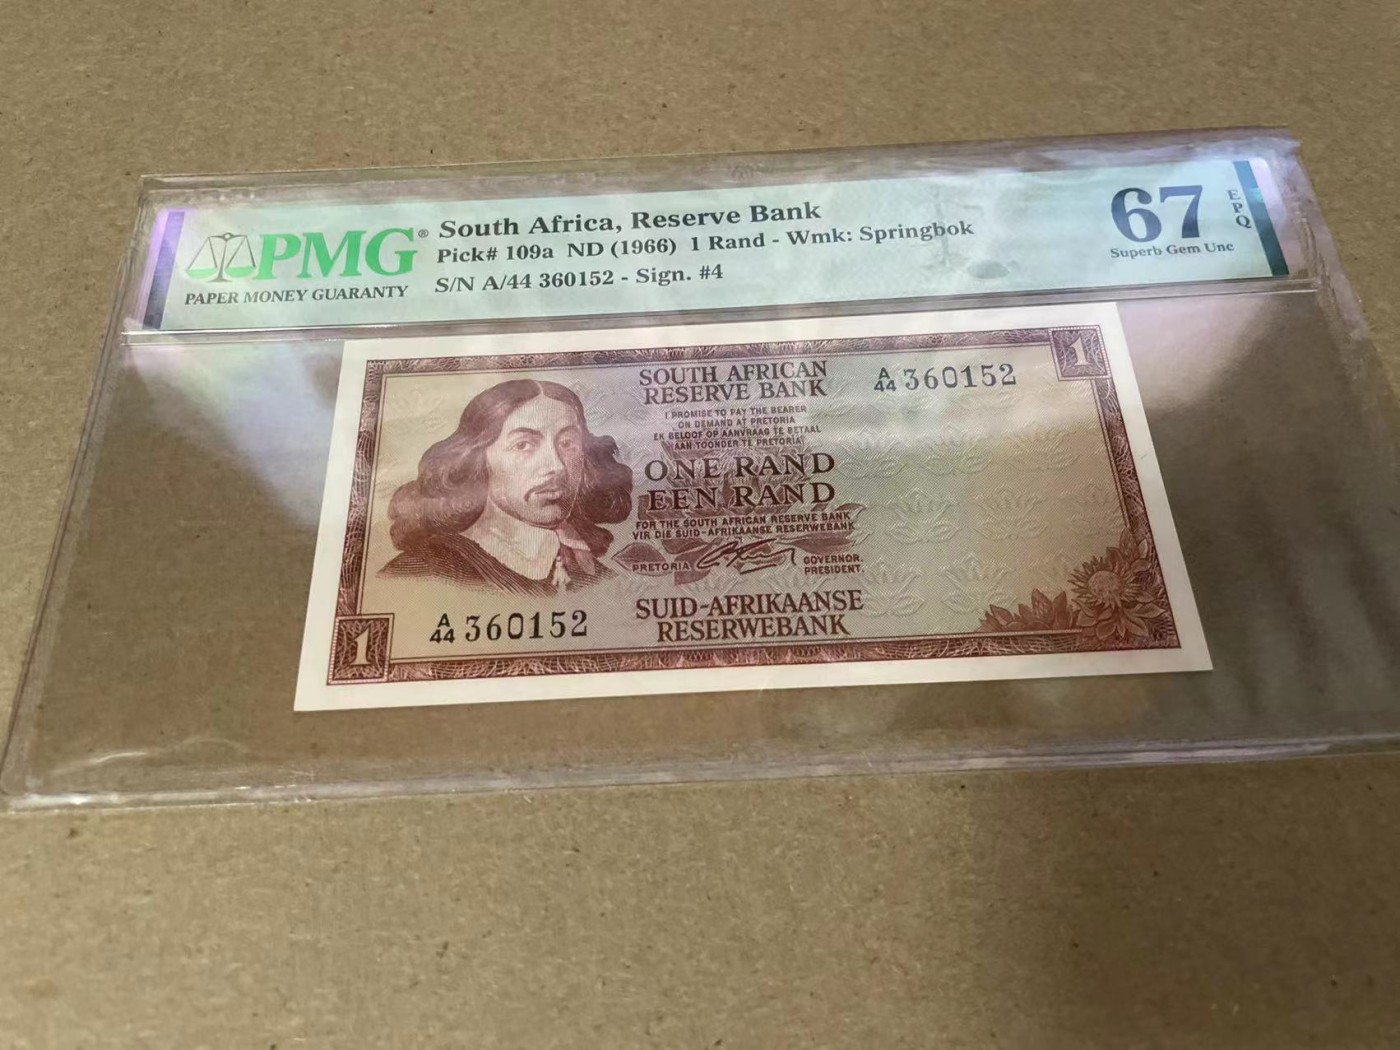 PMG®
PAPER MONEY GUARANTY
South Africa, Reserve Bank
Pick# 109a ND (1966) 1 Rand - Wmk: Springbok
S/N A/44 360152 - Sign. #4
67
EPQ
Superb Gem Unc
1
SOUTH AFRICAN
RESERVE BANK
A/44 360152
I PROMISE TO PAY THE BEARER
ON DEMAND AT PRETORIA
EK BELOOF OP AANVRAAG TE BETAAL
AAN TOONDER TE PRETORIA
ONE RAND
EEN RAND
FOR THE SOUTH AFRICAN RESERVE BANK
VIR DIE SUID-AFRIKAANSE RESERWEBANK
PRETORIA
GOVERNOR.
PRESIDENT.
A/44 360152
SUID-AFRIKAANSE
RESERWEBANK
1